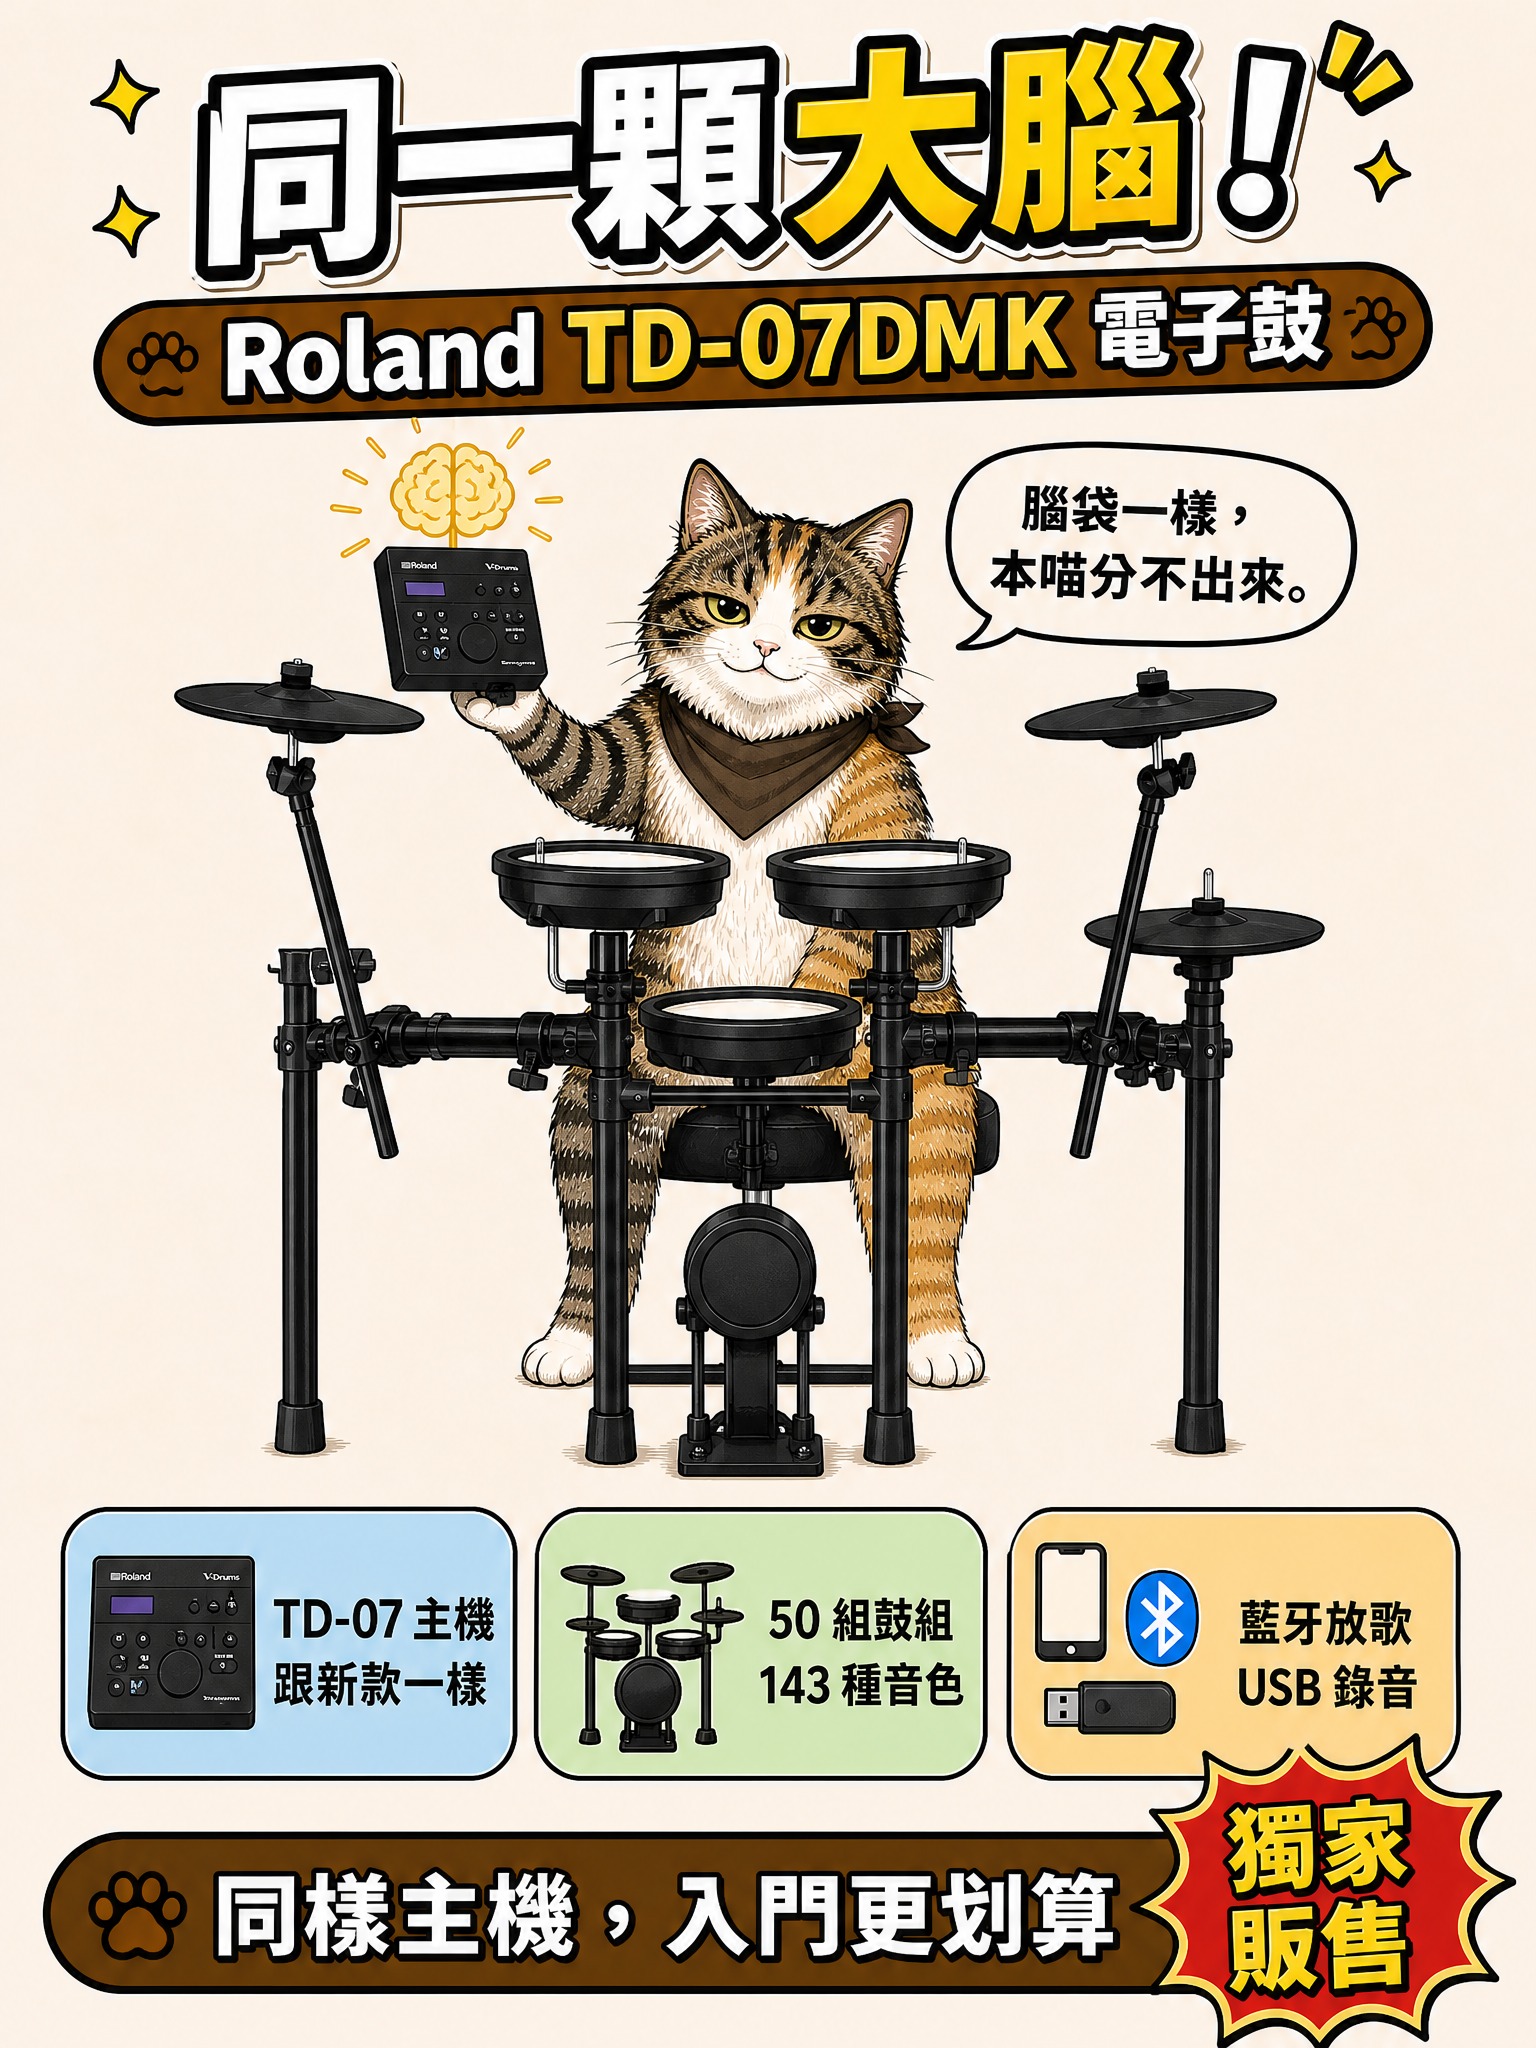 同一顆大腦！
Roland TD-07DMK 電子鼓
腦袋一樣，
本喵分不出來。
Roland V-Drums
Roland V-Drums
TD-07 主機
跟新款一樣
50 組鼓組
143 種音色
藍牙放歌
USB 錄音
同樣主機，入門更划算
獨家
販售